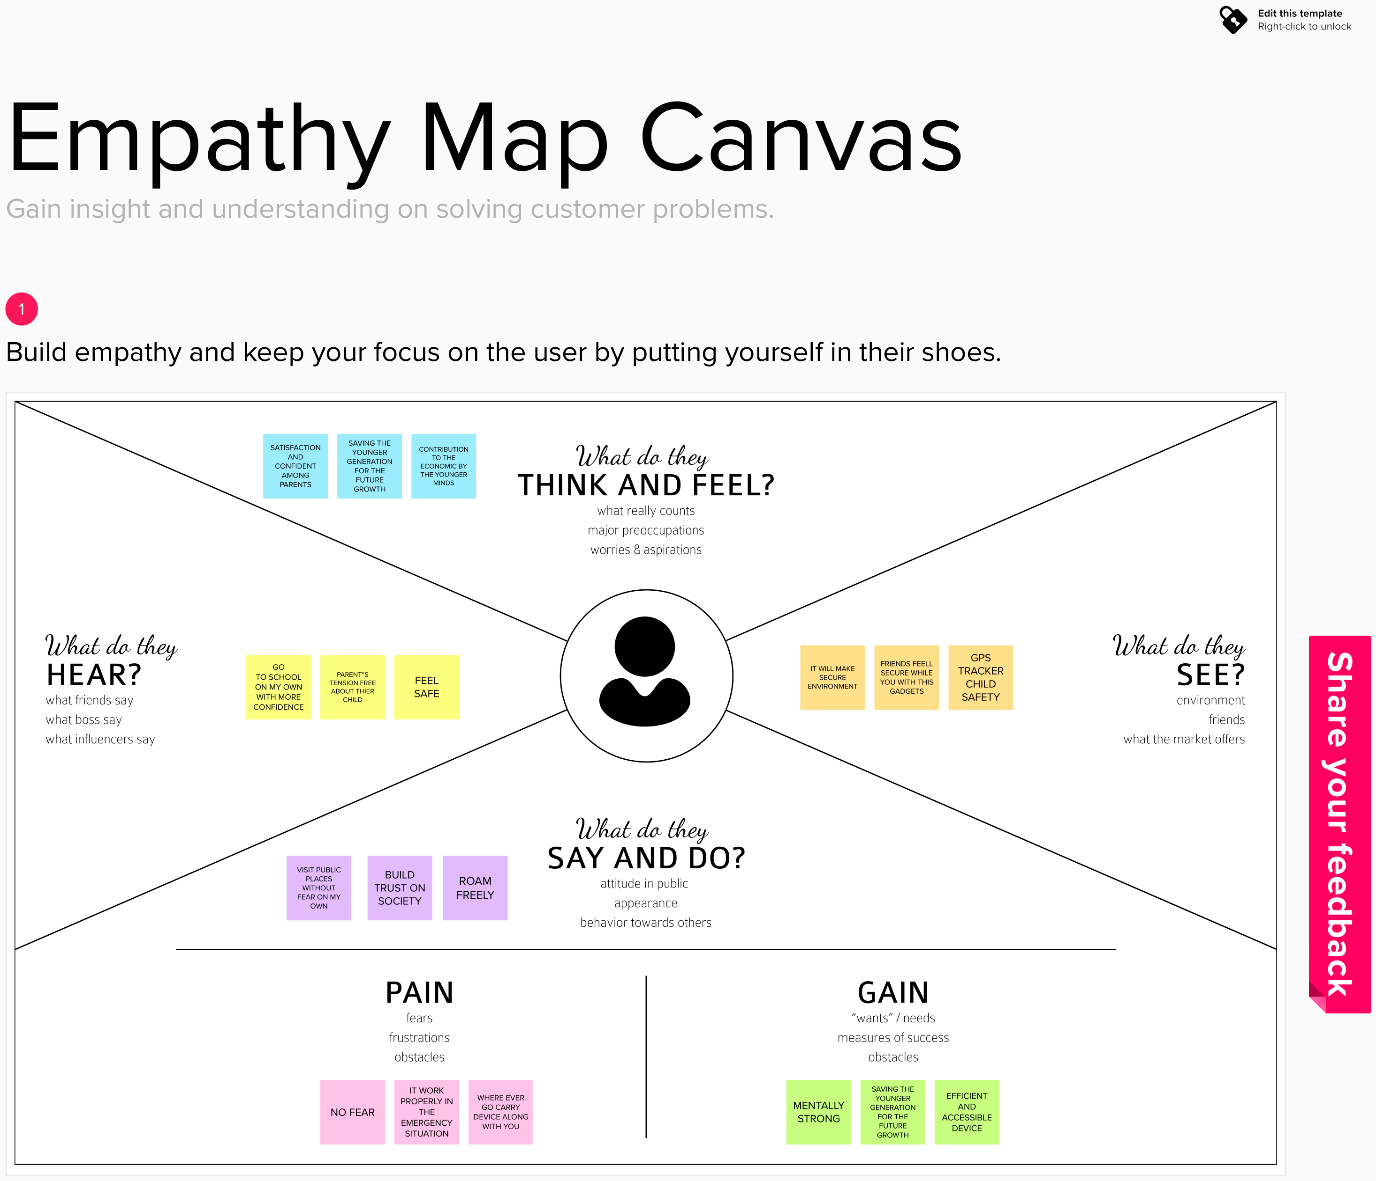 Edit this template
Right-click to unlock
Empathy Map Canvas
Gain insight and understanding on solving customer problems.
1
Build empathy and keep your focus on the user by putting yourself in their shoes.
SATISFACTION
AND
CONFIDENT
AMONG
PARENTS
SAVING THE
YOUNGER
GENERATION
FOR THE
FUTURE
GROWTH
CONTRIBUTION
TO THE
ECONOMIC BY
THE YOUNGER
MINDS
What do they
THINK AND FEEL?
what really counts
major preoccupations
worries & aspirations
What do they
HEAR?
what friends say
what boss say
what influencers say
GO
TO SCHOOL
ON MY OWN
WITH MORE
CONFIDENCE
PARENT"S
TENSION FREE
ABOUT THIER
CHILD
FEEL
SAFE
IT WILL MAKE
SECURE
ENVIRONMENT
FRIENDS FEELL
SECURE WHILE
YOU WITH THIS
GADGETS
GPS
TRACKER
CHILD
SAFETY
What do they
SEE?
environment
friends
what the market offers
What do they
SAY AND DO?
attitude in public
appearance
behavior towards others
VISIT PUBLIC
PLACES
WITHOUT
FEAR ON MY
OWN
BUILD
TRUST ON
SOCIETY
ROAM
FREELY
PAIN
fears
frustrations
obstacles
NO FEAR
IT WORK
PROPERLY IN
THE
EMERGENCY
SITUATION
WHERE EVER
GO CARRY
DEVICE ALONG
WITH YOU
GAIN
"wants" / needs
measures of success
obstacles
MENTALLY
STRONG
SAVING THE
YOUNGER
GENERATION
FOR THE
FUTURE
GROWTH
EFFICIENT
AND
ACCESSIBLE
DEVICE
Share your feedback